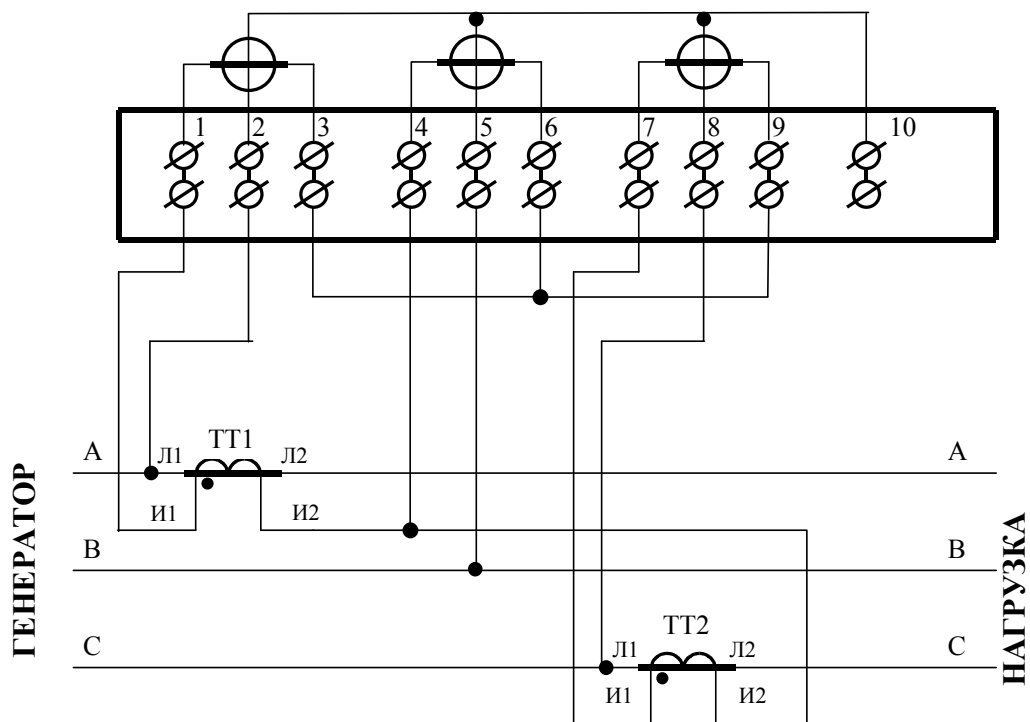 1 2 3 4 5 6 7 8 9 10
ТТ1
А Л1 Л2 А
И1 И2
В В
ТТ2
С Л1 Л2 С
И1 И2
ГЕНЕРАТОР
НАГРУЗКА